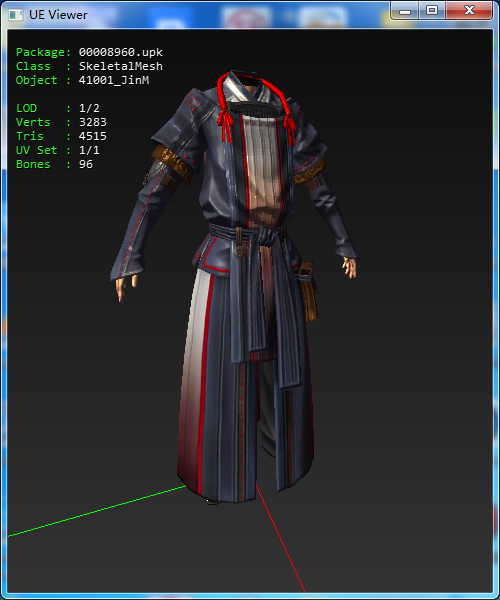 UE Viewer
Package: 00008960.upk
Class : SkeletalMesh
Object : 41001_JinM
LOD : 1/2
Verts : 3283
Tris : 4515
UV Set : 1/1
Bones : 96